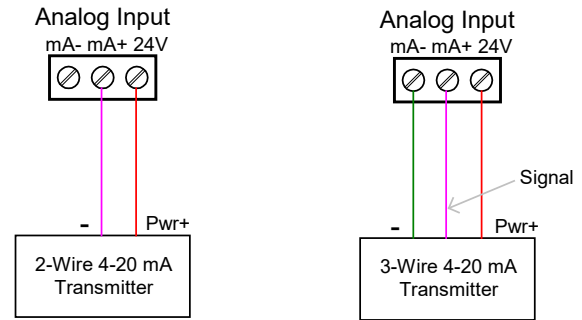 Analog Input
mA- mA+ 24V
- Pwr+
2-Wire 4-20 mA
Transmitter
Analog Input
mA- mA+ 24V
Signal
- Pwr+
3-Wire 4-20 mA
Transmitter